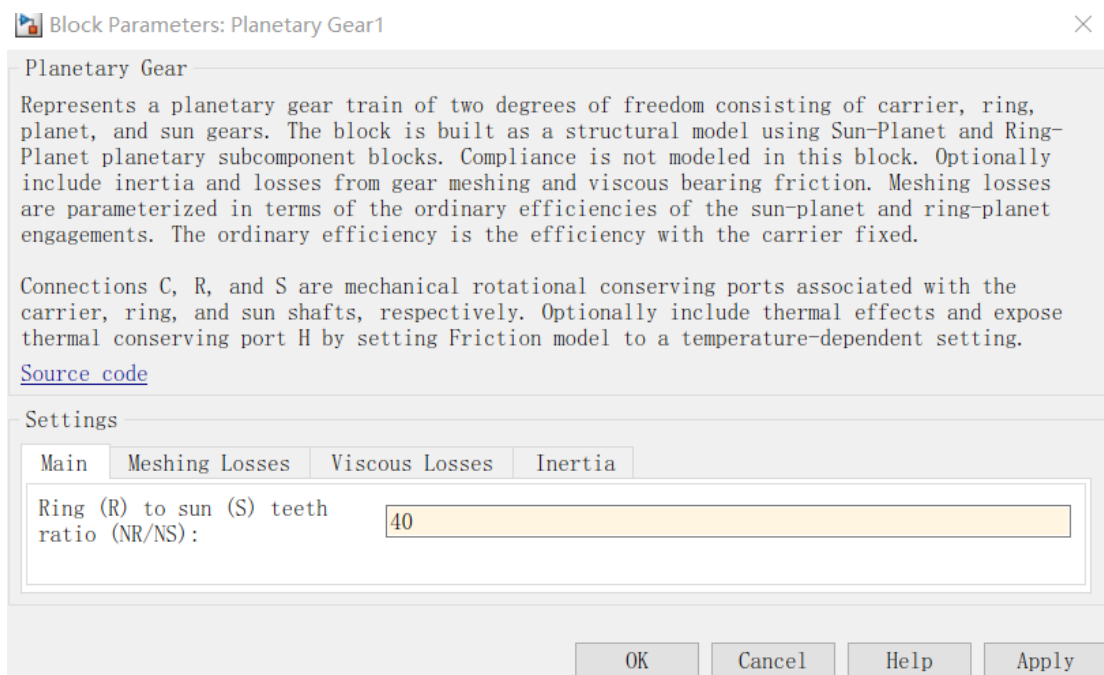 Block Parameters: Planetary Gear1
Planetary Gear
Represents a planetary gear train of two degrees of freedom consisting of carrier, ring,
planet, and sun gears. The block is built as a structural model using Sun-Planet and Ring-
Planet planetary subcomponent blocks. Compliance is not modeled in this block. Optionally
include inertia and losses from gear meshing and viscous bearing friction. Meshing losses
are parameterized in terms of the ordinary efficiencies of the sun-planet and ring-planet
engagements. The ordinary efficiency is the efficiency with the carrier fixed.
Connections C, R, and S are mechanical rotational conserving ports associated with the
carrier, ring, and sun shafts, respectively. Optionally include thermal effects and expose
thermal conserving port H by setting Friction model to a temperature-dependent setting.
Source code
Settings
Main Meshing Losses Viscous Losses Inertia
Ring (R) to sun (S) teeth
ratio (NR/NS):
40
OK Cancel Help Apply